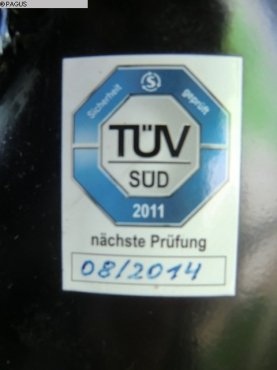 © PAGUS
Sicherheit geprüft
TÜV
SÜD
2011
nächste Prüfung
08/2014